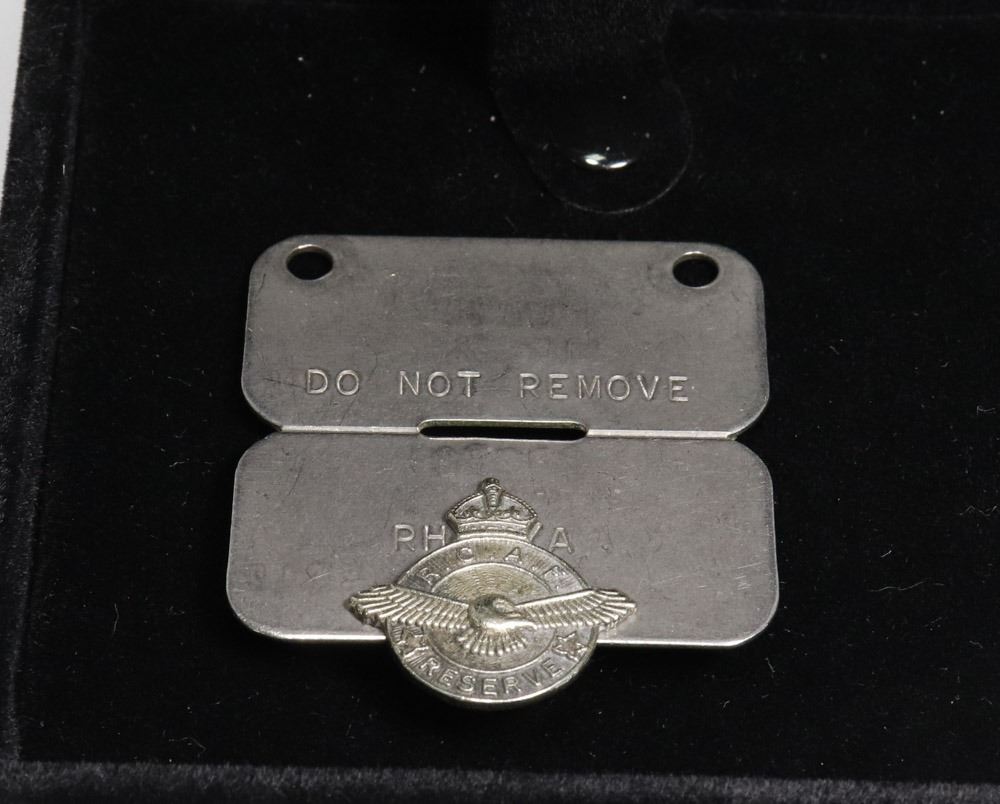 DO NOT REMOVE
RH A
R.C.A.F.
RESERVE